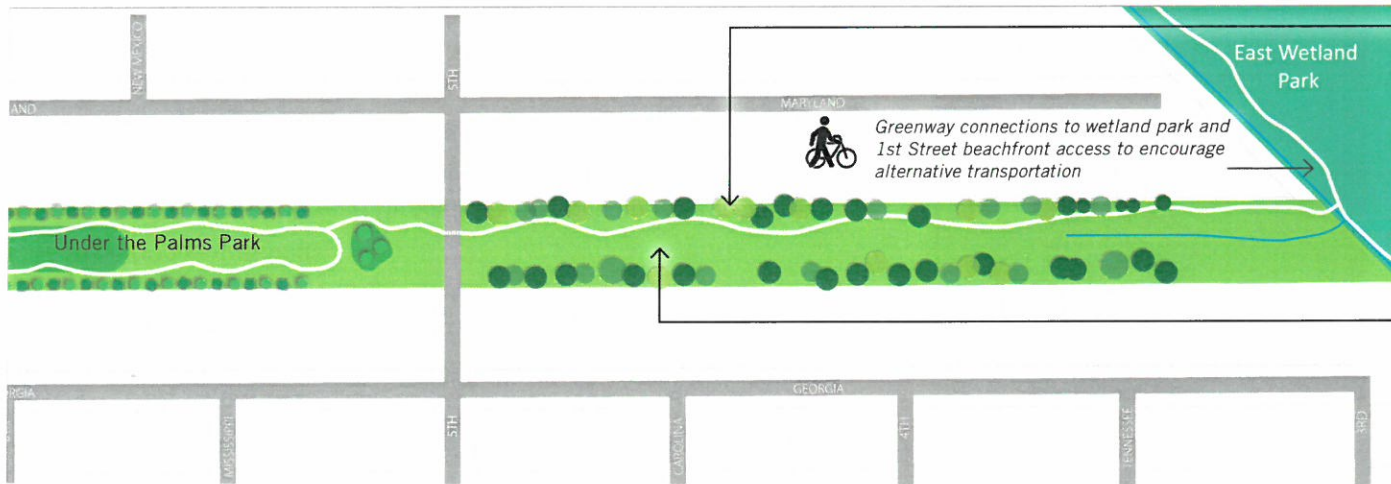 NEW MEXICO
5TH
East Wetland
Park
AND
MARYLAND
Greenway connections to wetland park and
1st Street beachfront access to encourage
alternative transportation
Under the Palms Park
RGIA
GEORGIA
MISSISSIPPI
5TH
CAROLINA
4TH
TENNESSEE
3RD